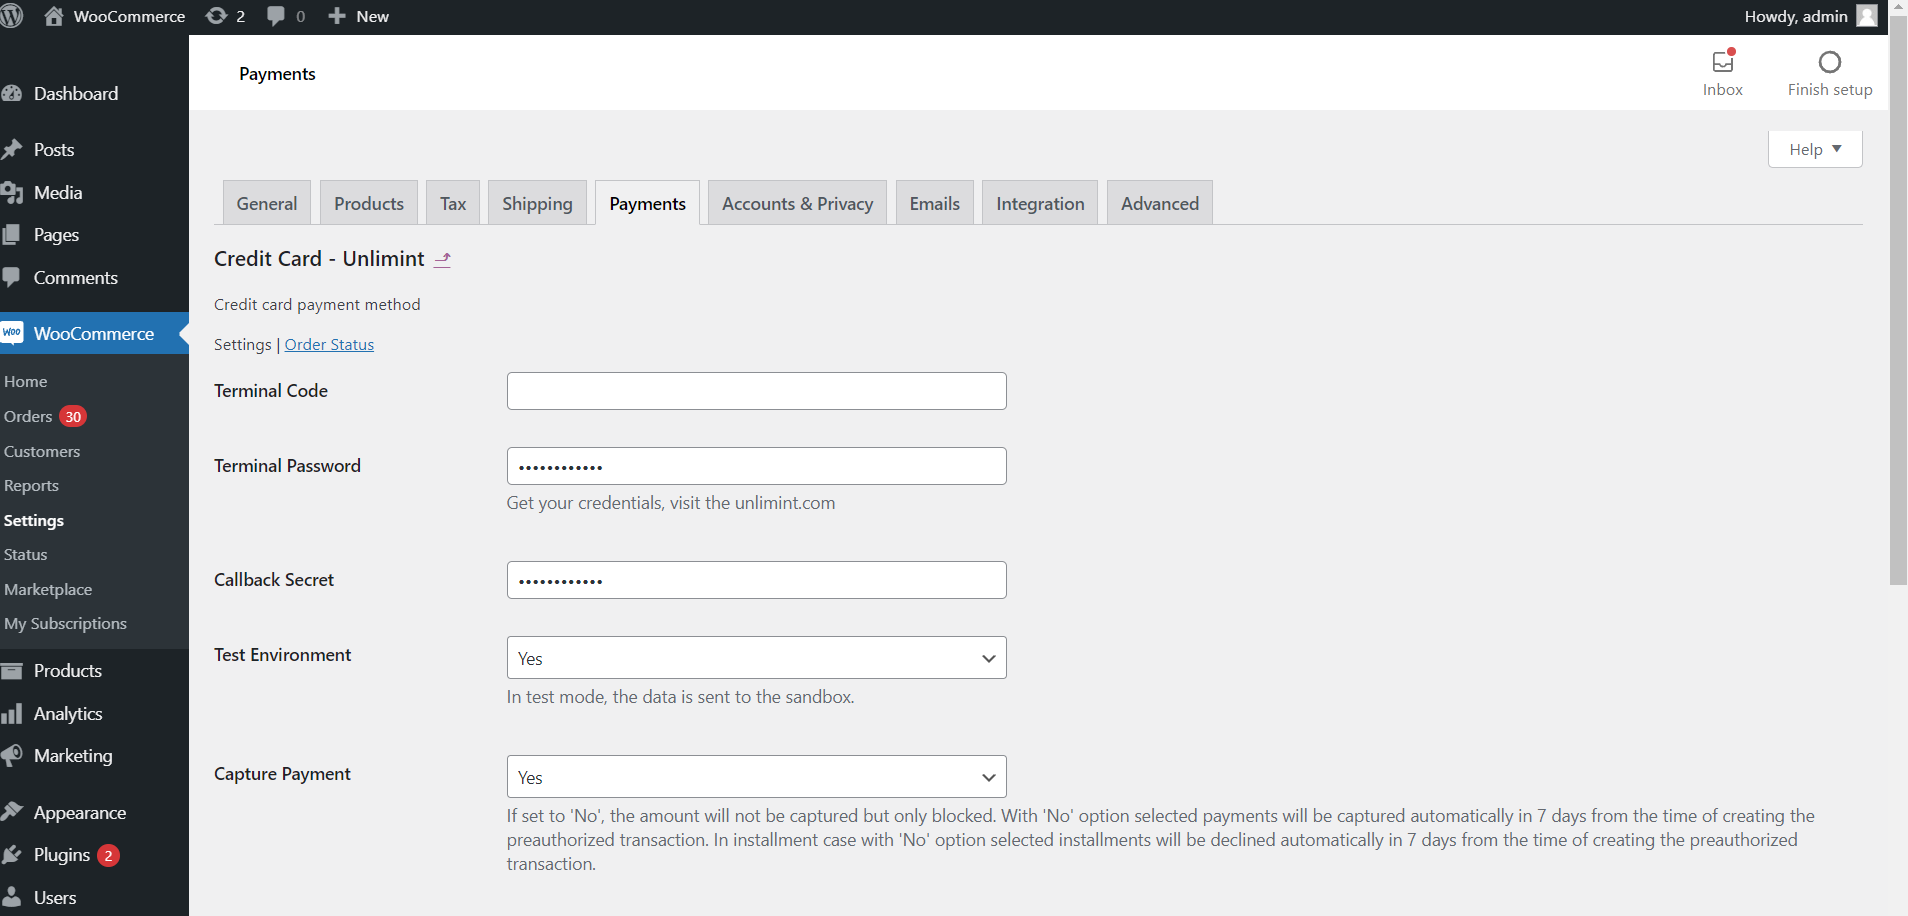 WooCommerce 2 0 New Howdy, admin
Payments
Inbox
Finish setup
Help
Dashboard
Posts
Media
Pages
Comments
Woo WooCommerce
Home
Orders 30
Customers
Reports
Settings
Status
Marketplace
My Subscriptions
Products
Analytics
Marketing
Appearance
Plugins 2
Users
General Products Tax Shipping Payments Accounts & Privacy Emails Integration Advanced
Credit Card - Unlimint
Credit card payment method
Settings | Order Status
Terminal Code
Terminal Password ••••••••••••
Get your credentials, visit the unlimint.com
Callback Secret ••••••••••••
Test Environment Yes
In test mode, the data is sent to the sandbox.
Capture Payment Yes
If set to 'No', the amount will not be captured but only blocked. With 'No' option selected payments will be captured automatically in 7 days from the time of creating the
preauthorized transaction. In installment case with 'No' option selected installments will be declined automatically in 7 days from the time of creating the preauthorized
transaction.